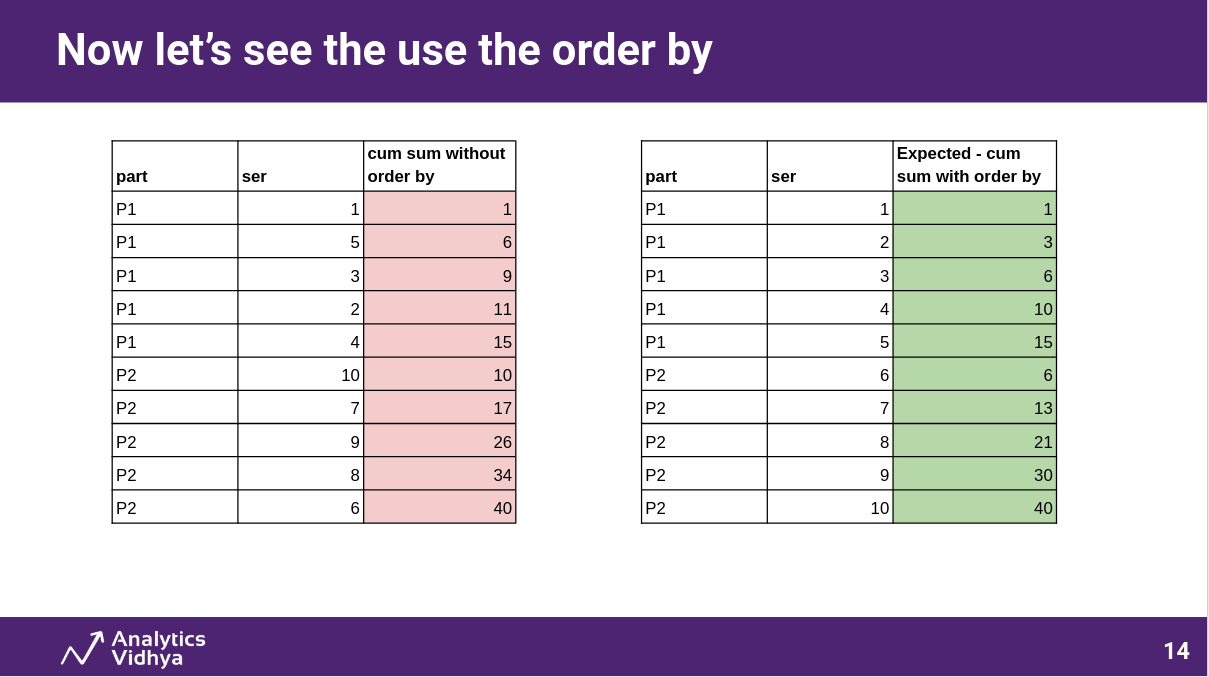 Now let’s see the use the order by
part ser cum sum without order by
P1 1 1
P1 5 6
P1 3 9
P1 2 11
P1 4 15
P2 10 10
P2 7 17
P2 9 26
P2 8 34
P2 6 40
part ser Expected - cum sum with order by
P1 1 1
P1 2 3
P1 3 6
P1 4 10
P1 5 15
P2 6 6
P2 7 13
P2 8 21
P2 9 30
P2 10 40
Analytics
Vidhya
14